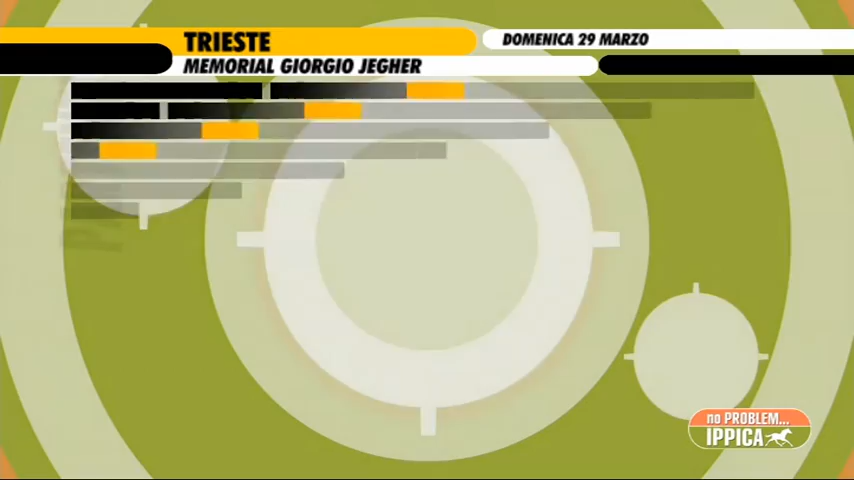 TRIESTE
DOMENICA 29 MARZO
MEMORIAL GIORGIO JEGHER
no PROBLEM...
IPPICA